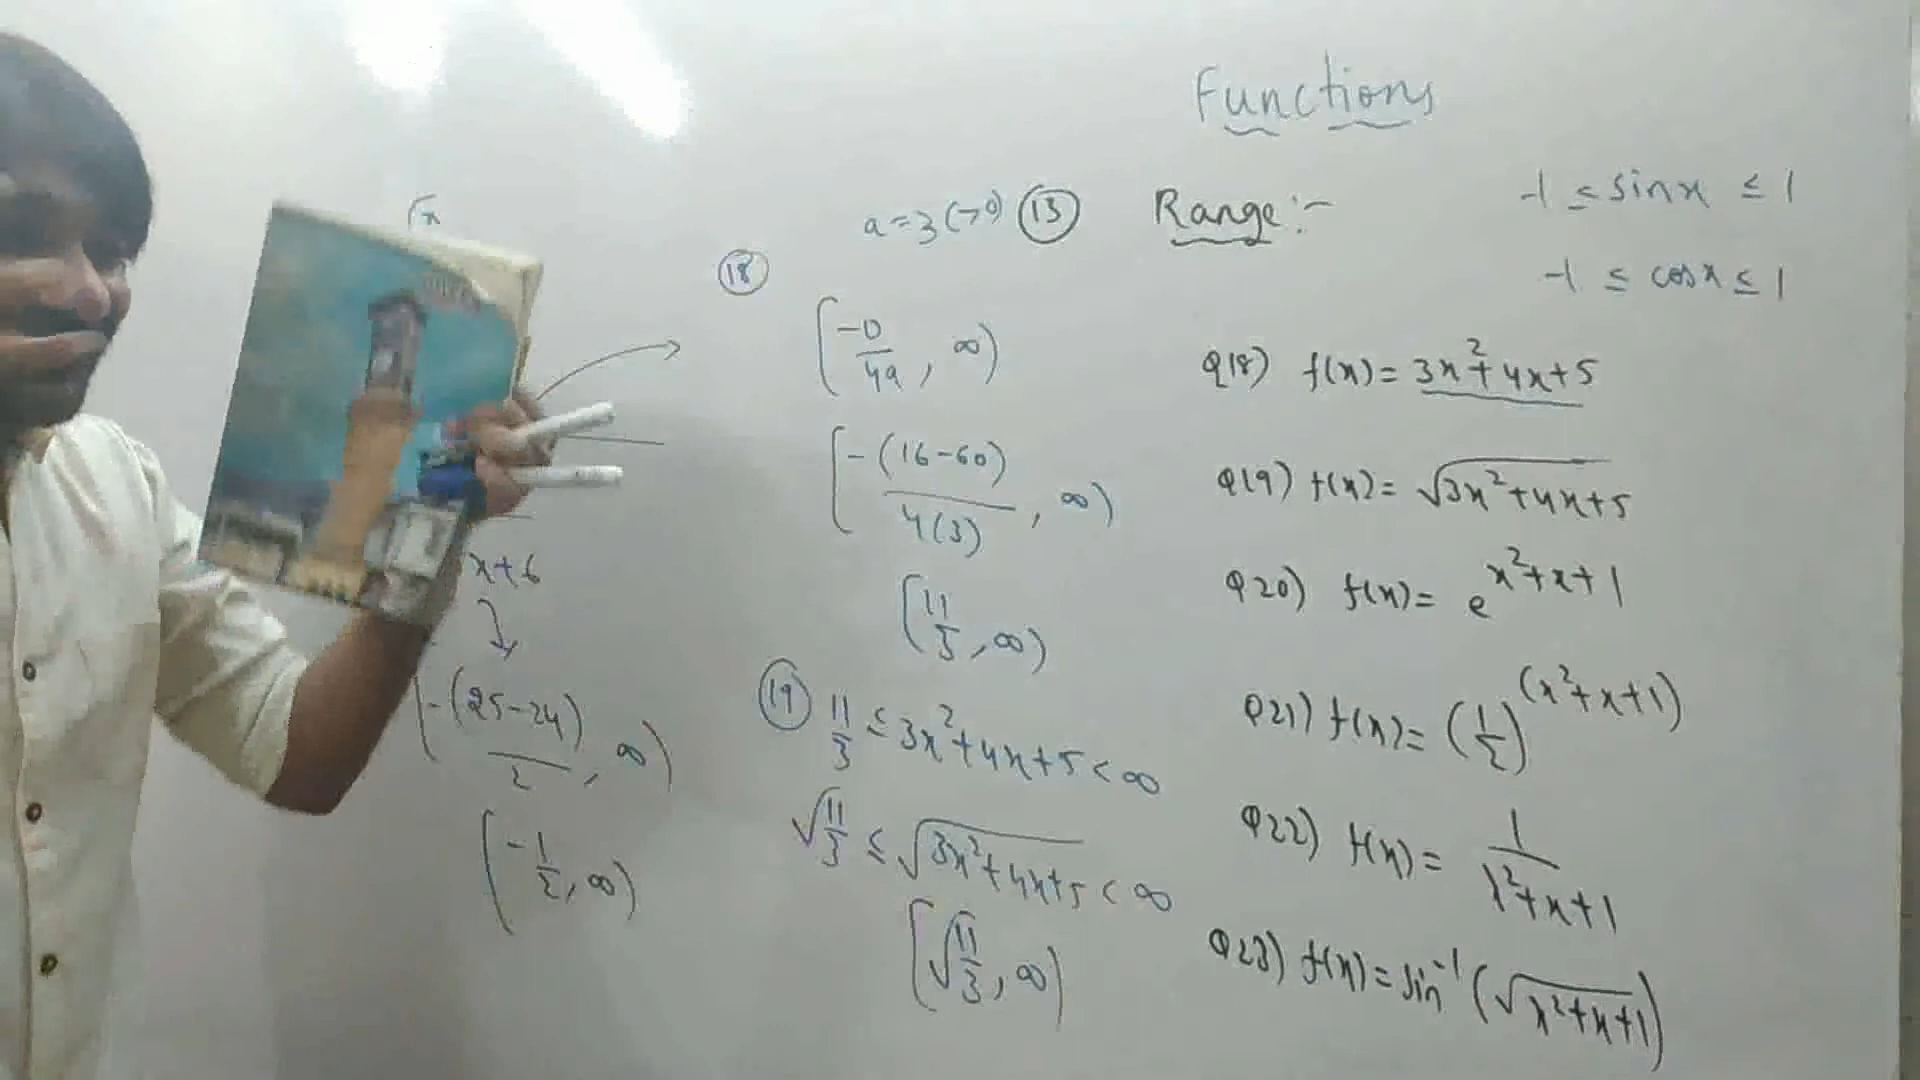 Functions
Range :-
-1 ≤ sinx ≤ 1
-1 ≤ cosx ≤ 1
Q18) f(x) = 3x²+4x+5
Q19) f(x) = √3x²+4x+5
Q20) f(x) = e^x²+x+1
Q21) f(x) = (1/2)^(x²+x+1)
Q22) f(x) = 1/x²+x+1
Q23) f(x) = sin⁻¹(√x²+x+1)
a=3(>0) (13)
(18)
[-D/4a, ∞)
[-(16-60)/4(3), ∞)
[11/3, ∞)
(19) 11/3 ≤ 3x²+4x+5 < ∞
√11/3 ≤ √3x²+4x+5 < ∞
[√11/3, ∞)
√x
x+6
[-(25-24)/2, ∞)
[-1/2, ∞)